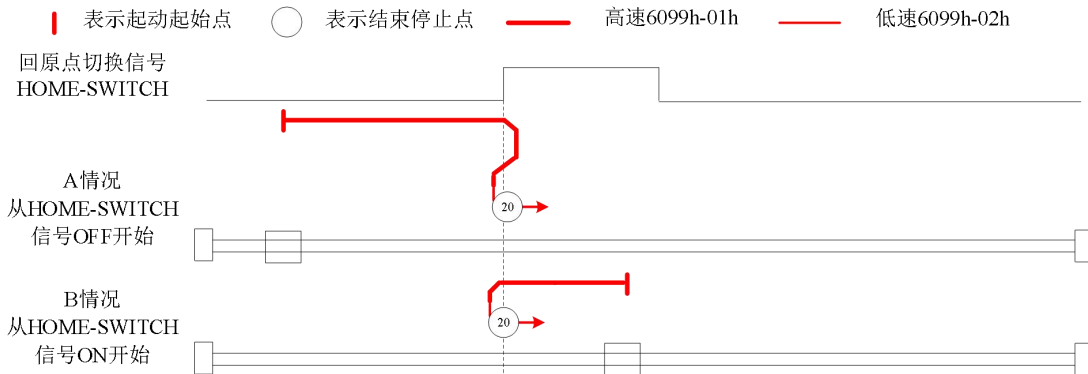 表示起动起始点 表示结束停止点 高速6099h-01h 低速6099h-02h
回原点切换信号
HOME-SWITCH
A情况
从HOME-SWITCH
信号OFF开始
20
B情况
从HOME-SWITCH
信号ON开始
20